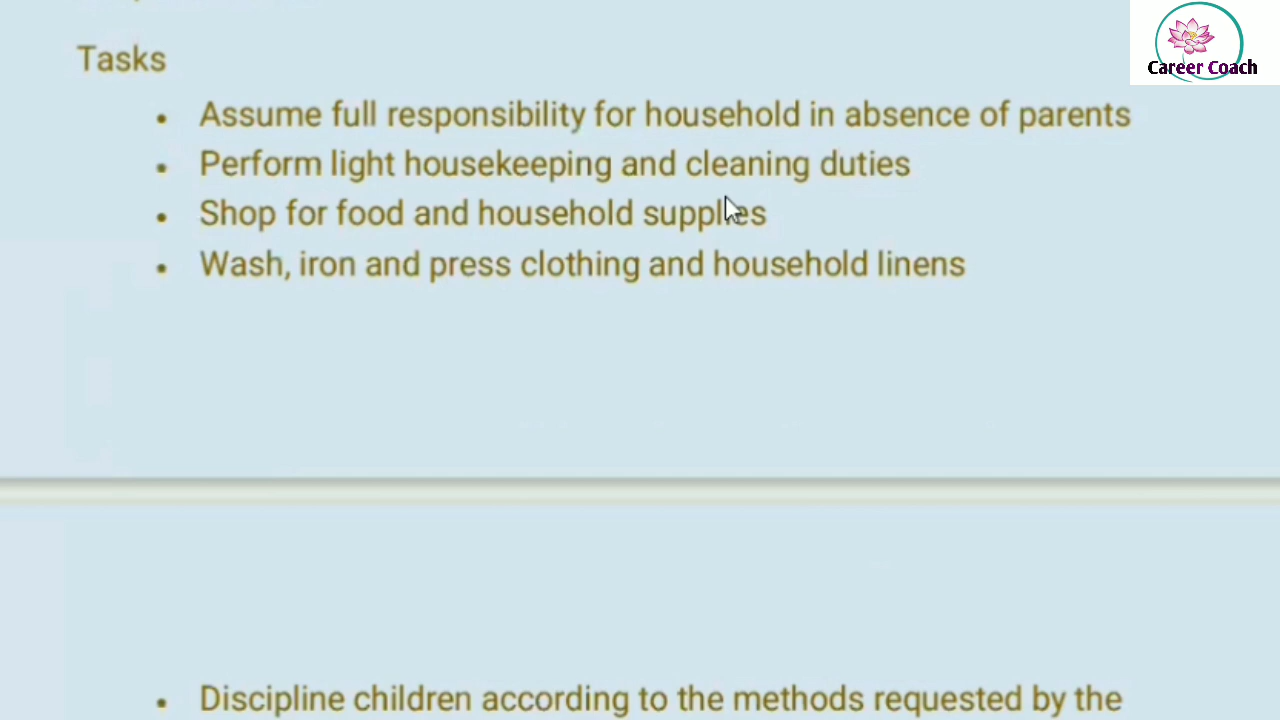 Career Coach
Tasks
• Assume full responsibility for household in absence of parents
• Perform light housekeeping and cleaning duties
• Shop for food and household supplies
• Wash, iron and press clothing and household linens
• Discipline children according to the methods requested by the